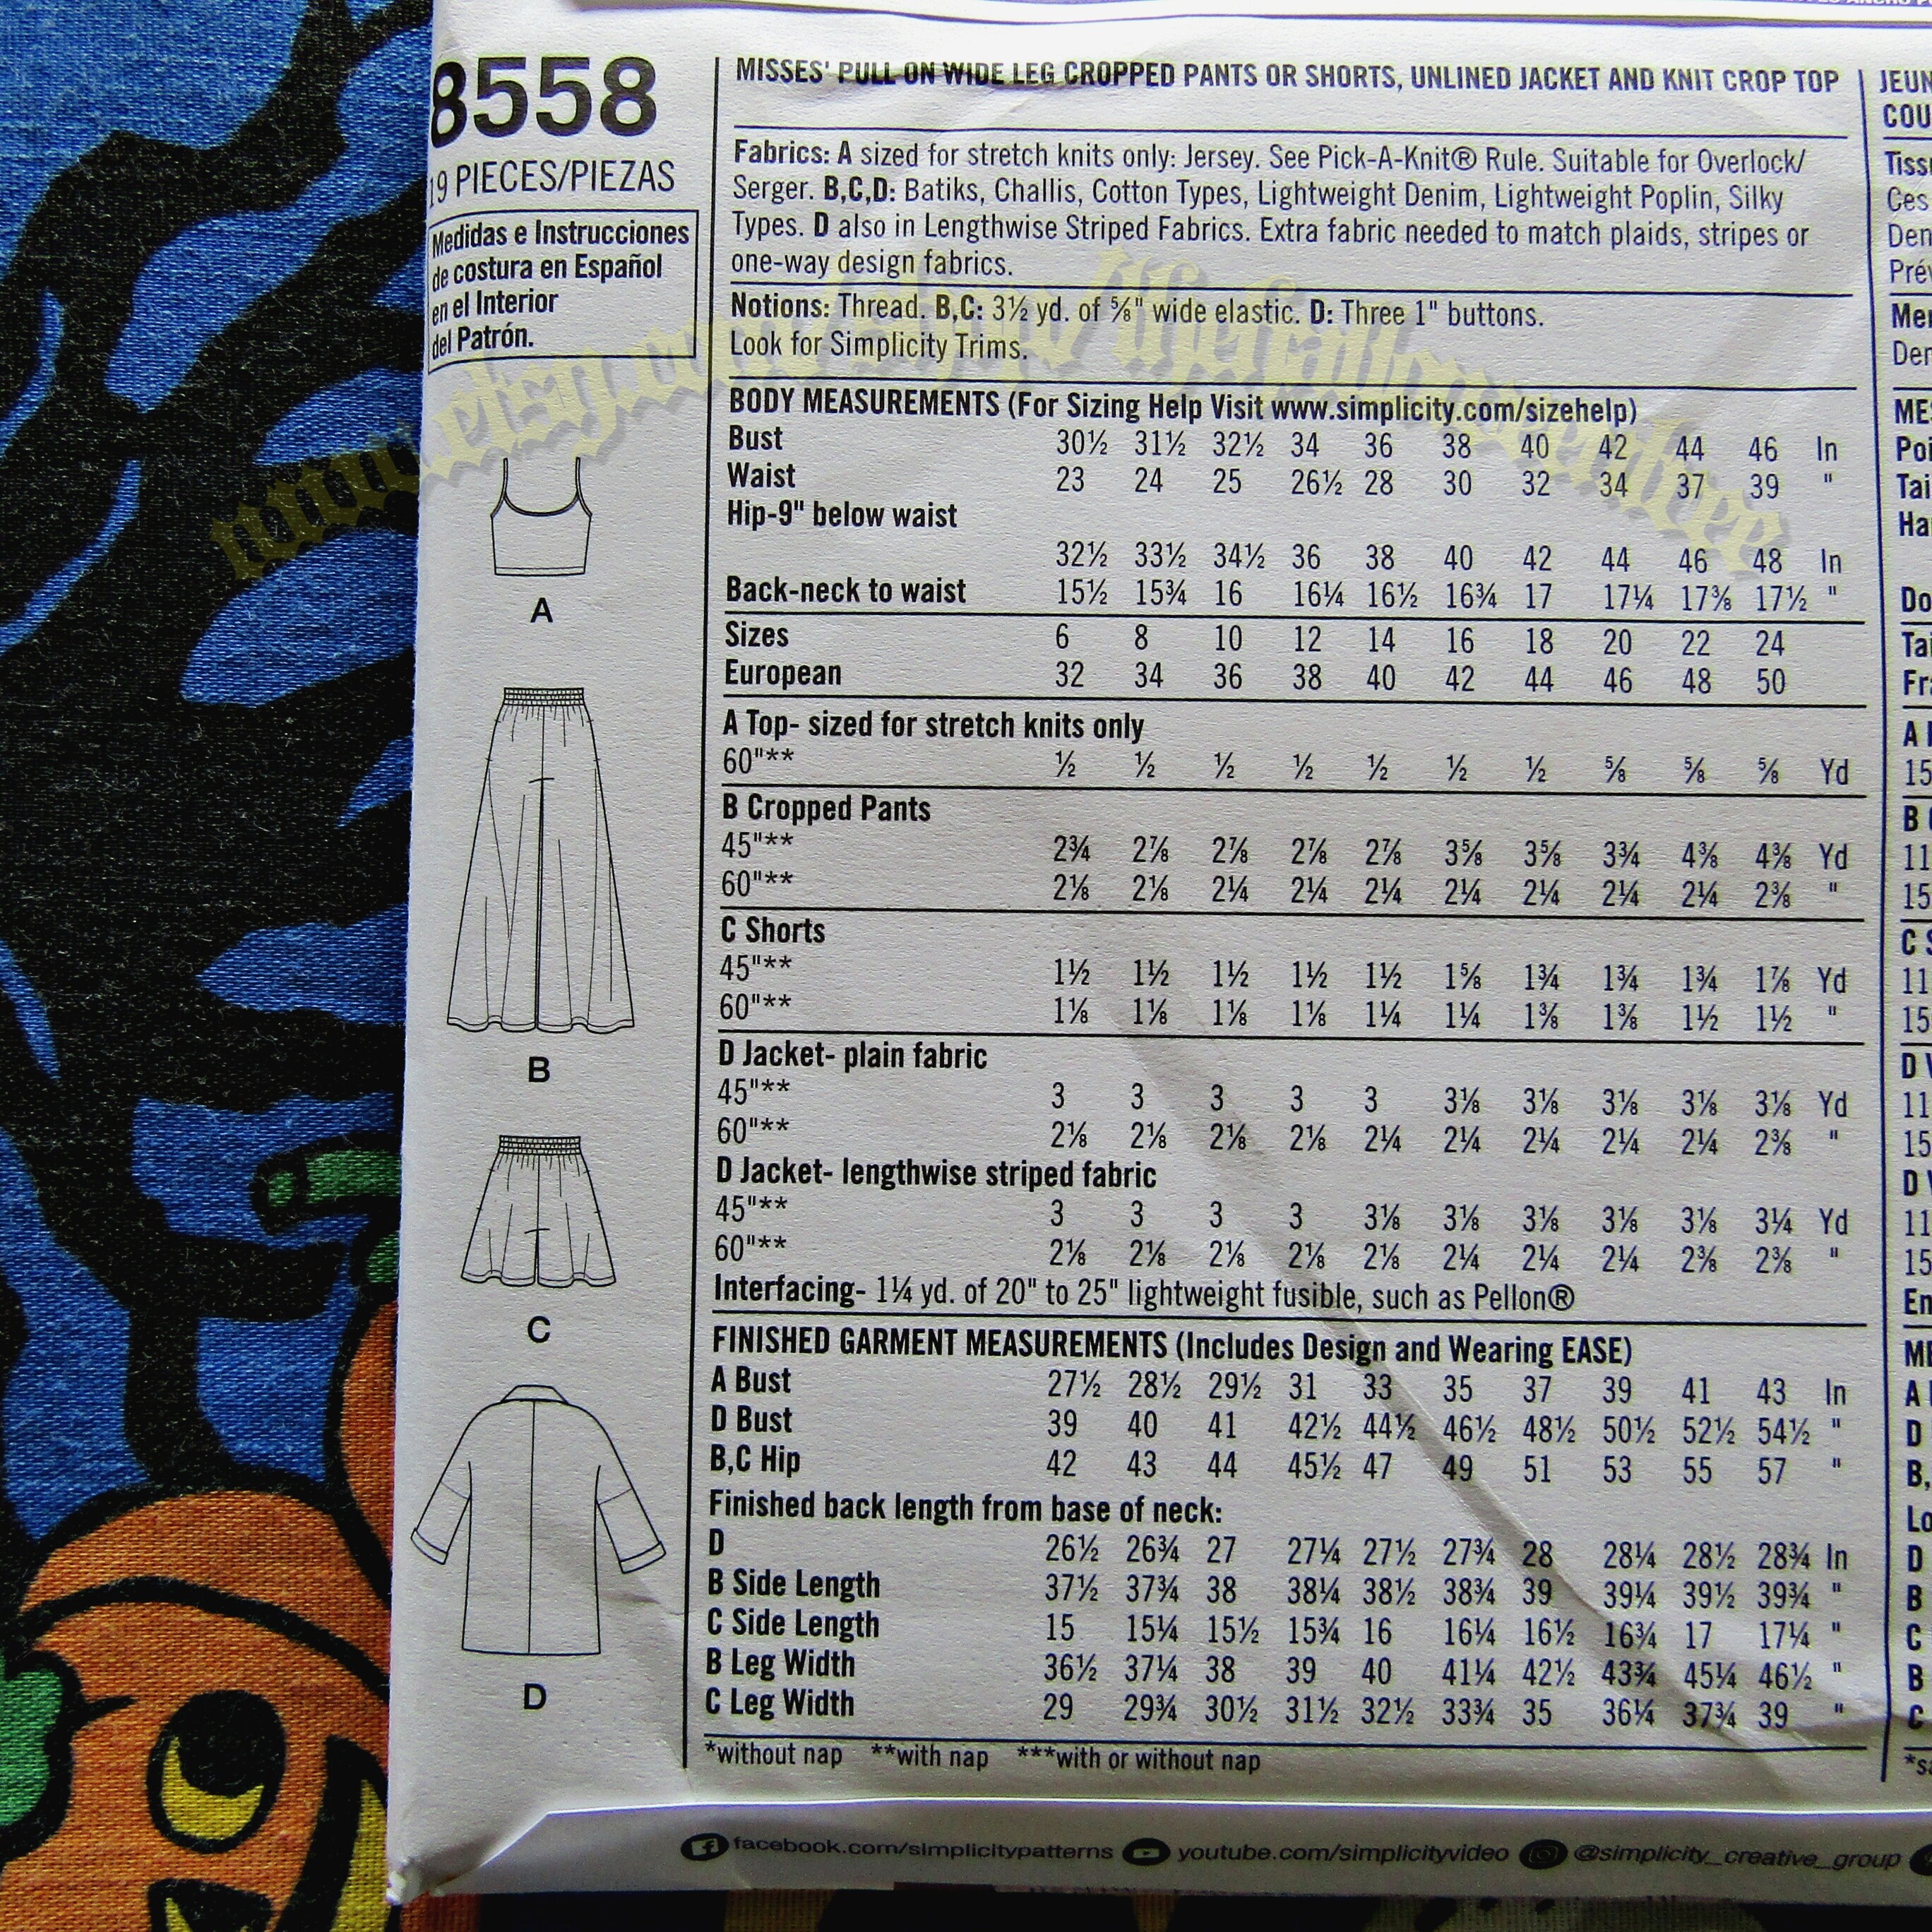 8558
19 PIECES/PIEZAS
Medidas e Instrucciones
de costura en Español
en el Interior
del Patrón.
A
B
C
D
MISSES' PULL ON WIDE LEG CROPPED PANTS OR SHORTS, UNLINED JACKET AND KNIT CROP TOP
Fabrics: A sized for stretch knits only: Jersey. See Pick-A-Knit® Rule. Suitable for Overlock/
Serger. B,C,D: Batiks, Challis, Cotton Types, Lightweight Denim, Lightweight Poplin, Silky
Types. D also in Lengthwise Striped Fabrics. Extra fabric needed to match plaids, stripes or
one-way design fabrics.
Notions: Thread. B,C: 3½ yd. of ⅝" wide elastic. D: Three 1" buttons.
Look for Simplicity Trims.
BODY MEASUREMENTS (For Sizing Help Visit www.simplicity.com/sizehelp)
Bust 30½ 31½ 32½ 34 36 38 40 42 44 46 In
Waist 23 24 25 26½ 28 30 32 34 37 39 "
Hip-9" below waist
32½ 33½ 34½ 36 38 40 42 44 46 48 In
Back-neck to waist 15½ 15¾ 16 16¼ 16½ 16¾ 17 17¼ 17⅜ 17½ "
Sizes 6 8 10 12 14 16 18 20 22 24
European 32 34 36 38 40 42 44 46 48 50
A Top- sized for stretch knits only
60"** ½ ½ ½ ½ ½ ½ ½ ⅝ ⅝ ⅝ Yd
B Cropped Pants
45"** 2¾ 2⅞ 2⅞ 2⅞ 2⅞ 3⅝ 3⅝ 3¾ 4⅜ 4⅜ Yd
60"** 2⅛ 2⅛ 2¼ 2¼ 2¼ 2¼ 2¼ 2¼ 2¼ 2⅜ "
C Shorts
45"** 1½ 1½ 1½ 1½ 1½ 1⅝ 1¾ 1¾ 1¾ 1⅞ Yd
60"** 1⅛ 1⅛ 1⅛ 1⅛ 1¼ 1¼ 1⅜ 1⅜ 1½ 1½ "
D Jacket- plain fabric
45"** 3 3 3 3 3 3⅛ 3⅛ 3⅛ 3⅛ 3⅛ Yd
60"** 2⅛ 2⅛ 2⅛ 2⅛ 2¼ 2¼ 2¼ 2¼ 2¼ 2⅜ "
D Jacket- lengthwise striped fabric
45"** 3 3 3 3 3⅛ 3⅛ 3⅛ 3⅛ 3⅛ 3¼ Yd
60"** 2⅛ 2⅛ 2⅛ 2⅛ 2⅛ 2¼ 2¼ 2¼ 2⅜ 2⅜ "
Interfacing- 1¼ yd. of 20" to 25" lightweight fusible, such as Pellon®
FINISHED GARMENT MEASUREMENTS (Includes Design and Wearing EASE)
A Bust 27½ 28½ 29½ 31 33 35 37 39 41 43 In
D Bust 39 40 41 42½ 44½ 46½ 48½ 50½ 52½ 54½ "
B,C Hip 42 43 44 45½ 47 49 51 53 55 57 "
Finished back length from base of neck:
D 26½ 26¾ 27 27¼ 27½ 27¾ 28 28¼ 28½ 28¾ In
B Side Length 37½ 37¾ 38 38¼ 38½ 38¾ 39 39¼ 39½ 39¾ "
C Side Length 15 15¼ 15½ 15¾ 16 16¼ 16½ 16¾ 17 17¼ "
B Leg Width 36½ 37¼ 38 39 40 41¼ 42½ 43¾ 45¼ 46½ "
C Leg Width 29 29¾ 30½ 31½ 32½ 33¾ 35 36¼ 37¾ 39 "
*without nap **with nap ***with or without nap
facebook.com/simplicitypatterns youtube.com/simplicityvideo @simplicity_creative_group